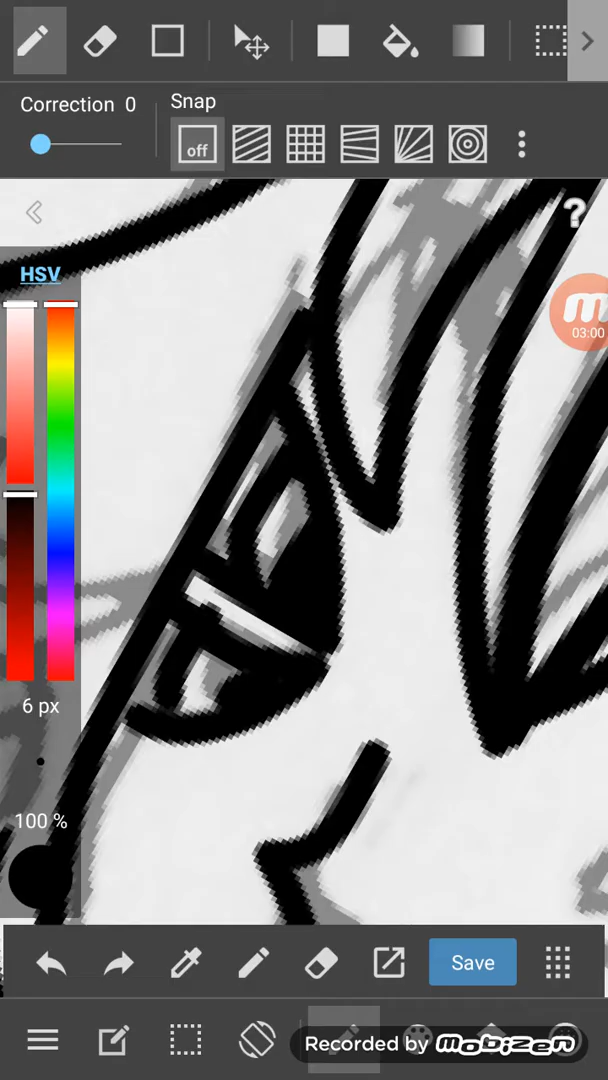 Correction 0
Snap
off
?
HSV
03:00
6 px
100 %
Save
Recorded by mobizen